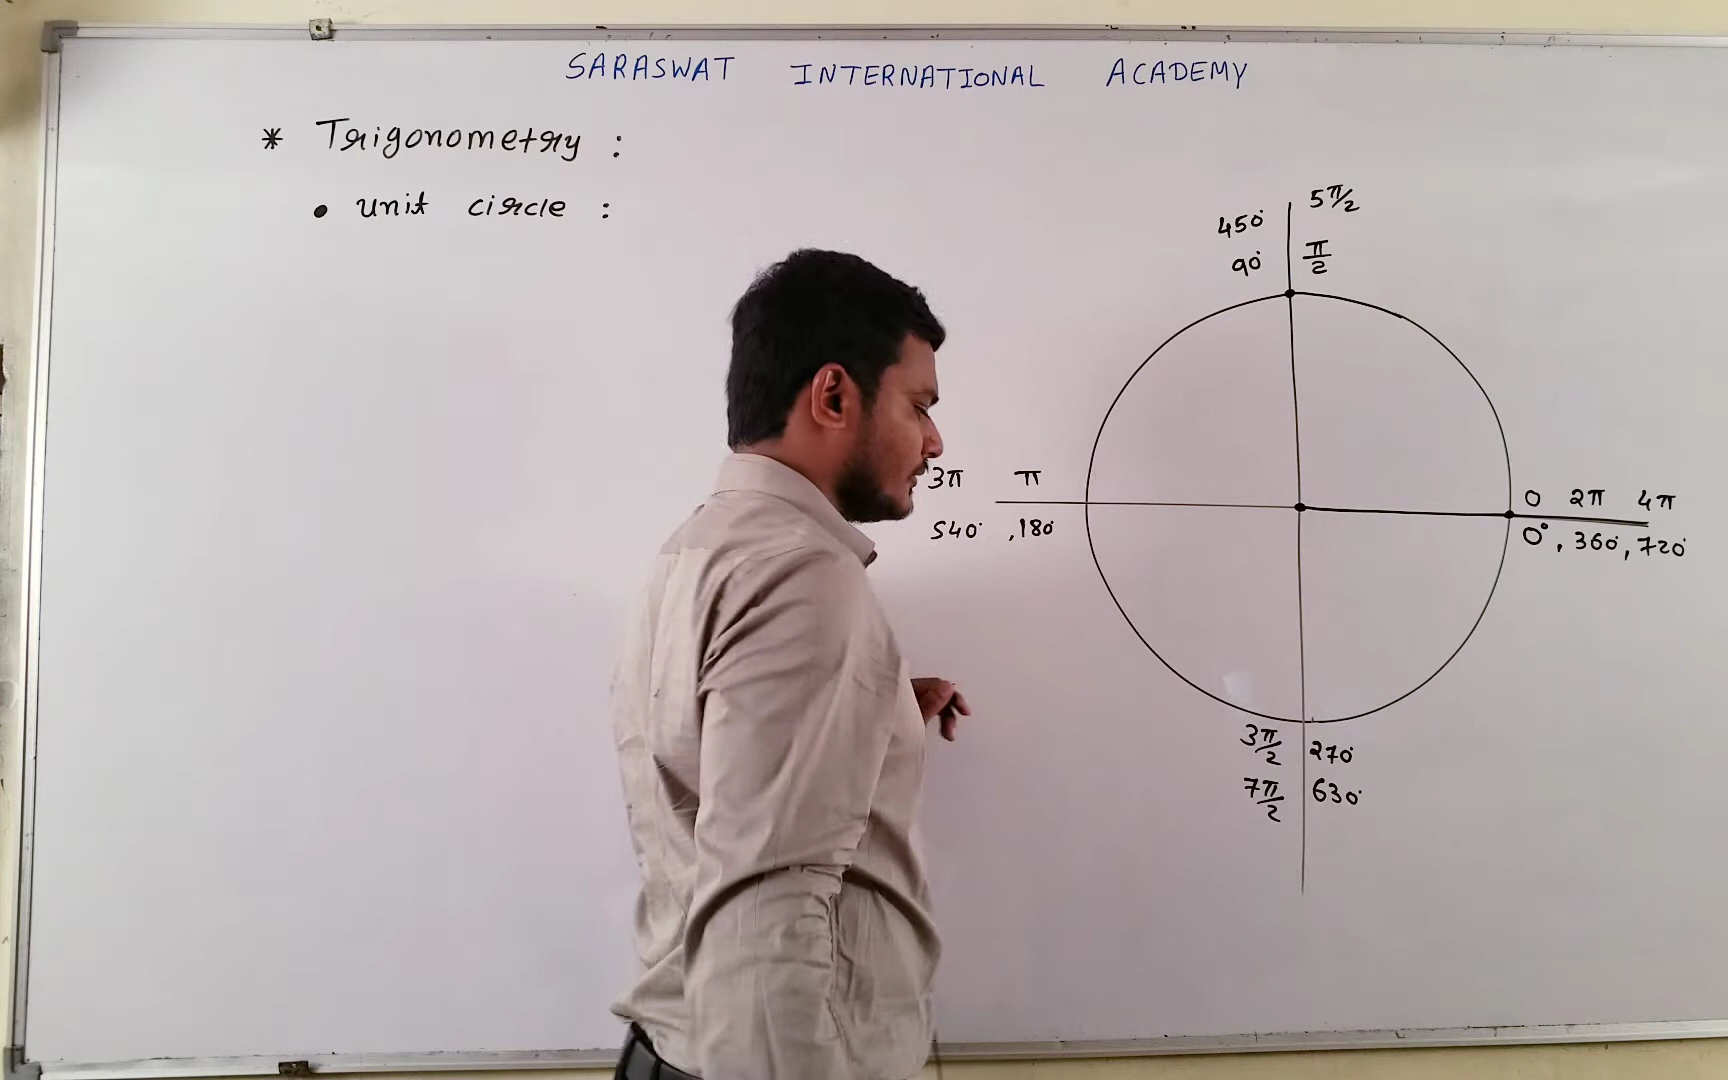 SARASWAT INTERNATIONAL ACADEMY
* Trigonometry :
• unit circle :
5π/2
450°
90° π/2
3π π
540° , 180°
0 2π 4π
0° , 360° , 720°
3π/2 270°
7π/2 630°